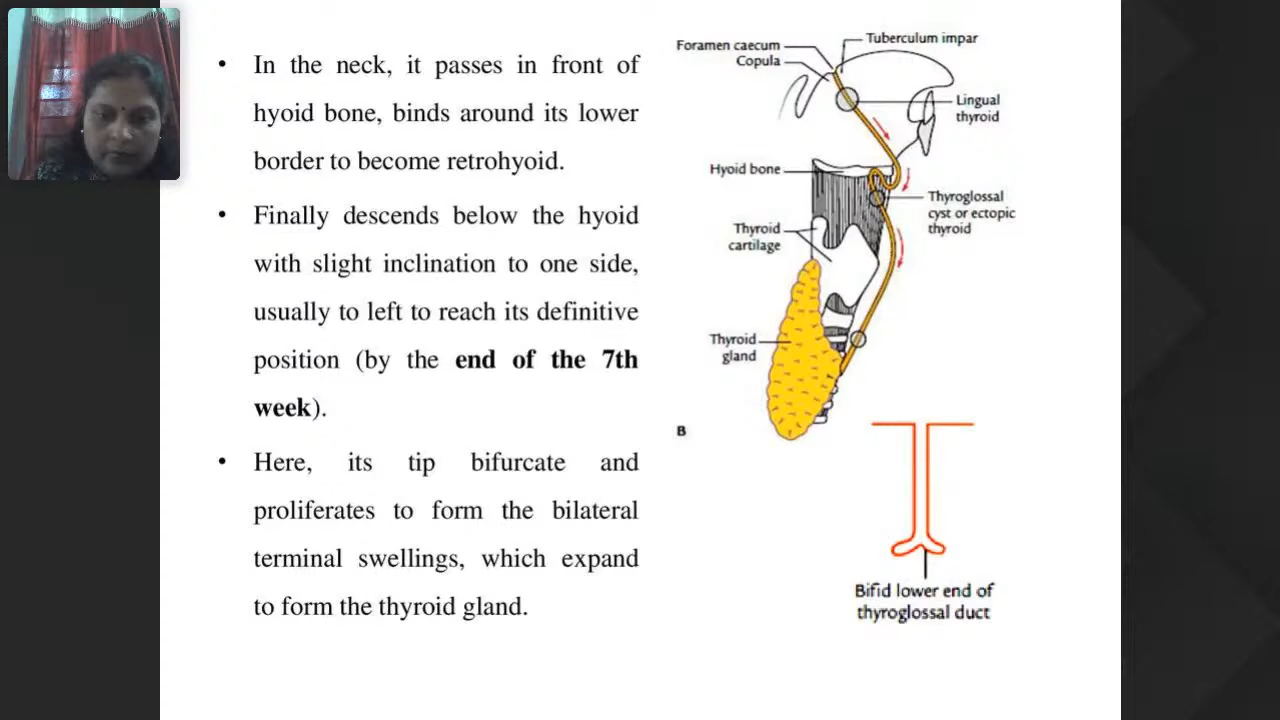 • In the neck, it passes in front of
hyoid bone, binds around its lower
border to become retrohyoid.
• Finally descends below the hyoid
with slight inclination to one side,
usually to left to reach its definitive
position (by the end of the 7th
week).
• Here, its tip bifurcate and
proliferates to form the bilateral
terminal swellings, which expand
to form the thyroid gland.
Foramen caecum
Copula
Tuberculum impar
Lingual
thyroid
Hyoid bone
Thyroglossal
cyst or ectopic
thyroid
Thyroid
cartilage
Thyroid
gland
B
Bifid lower end of
thyroglossal duct